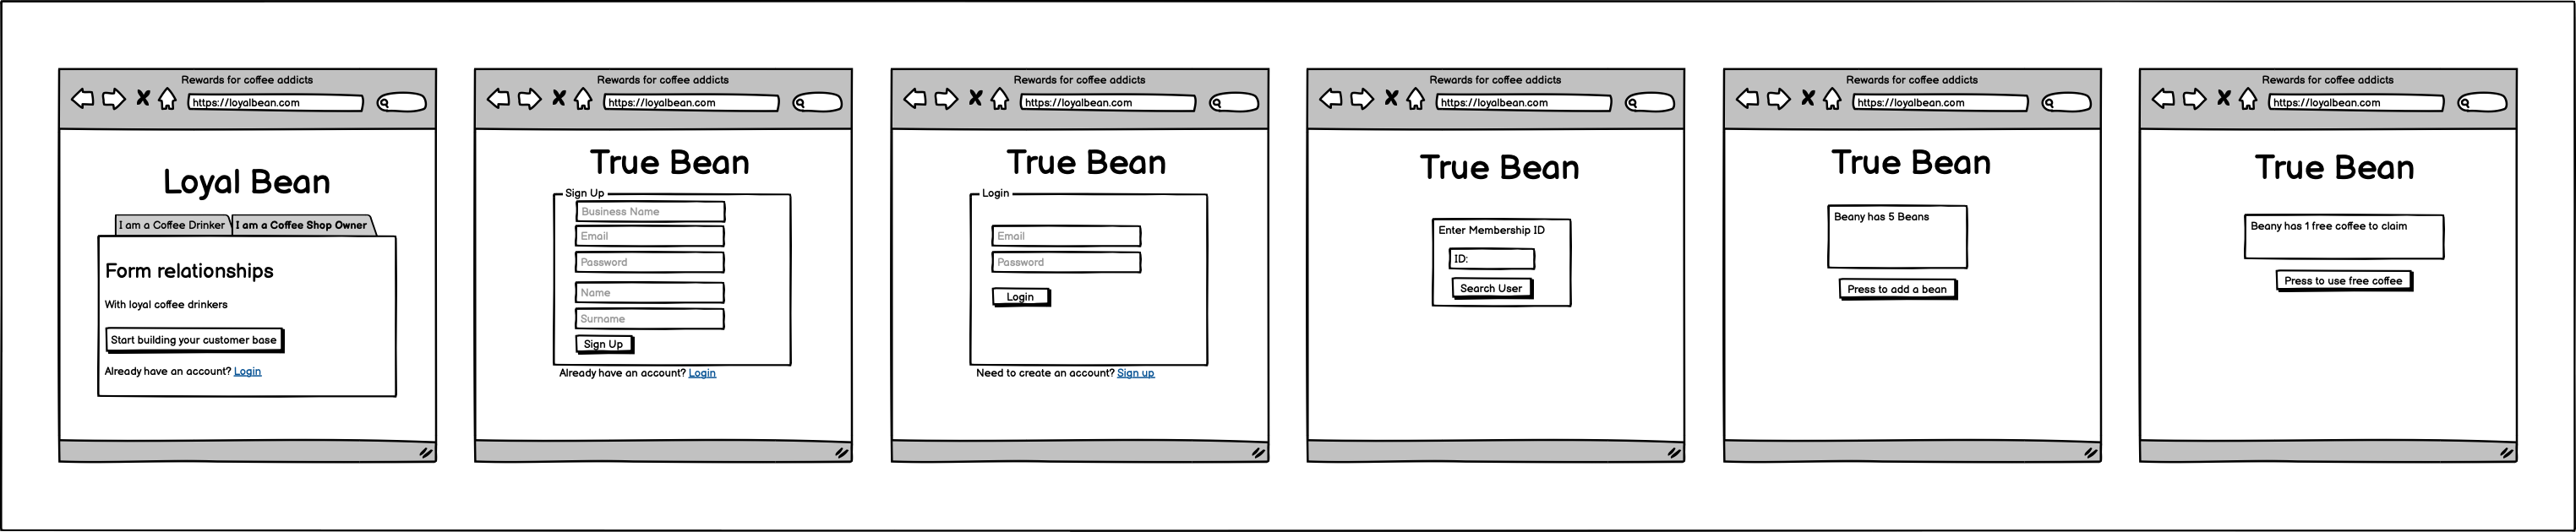 Rewards for coffee addicts
https://loyalbean.com
Loyal Bean
I am a Coffee Drinker
I am a Coffee Shop Owner
Form relationships
With loyal coffee drinkers
Start building your customer base
Already have an account? Login
Rewards for coffee addicts
https://loyalbean.com
True Bean
Sign Up
Business Name
Email
Password
Name
Surname
Sign Up
Already have an account? Login
Rewards for coffee addicts
https://loyalbean.com
True Bean
Login
Email
Password
Login
Need to create an account? Sign up
Rewards for coffee addicts
https://loyalbean.com
True Bean
Enter Membership ID
ID:
Search User
Rewards for coffee addicts
https://loyalbean.com
True Bean
Beany has 5 Beans
Press to add a bean
Rewards for coffee addicts
https://loyalbean.com
True Bean
Beany has 1 free coffee to claim
Press to use free coffee